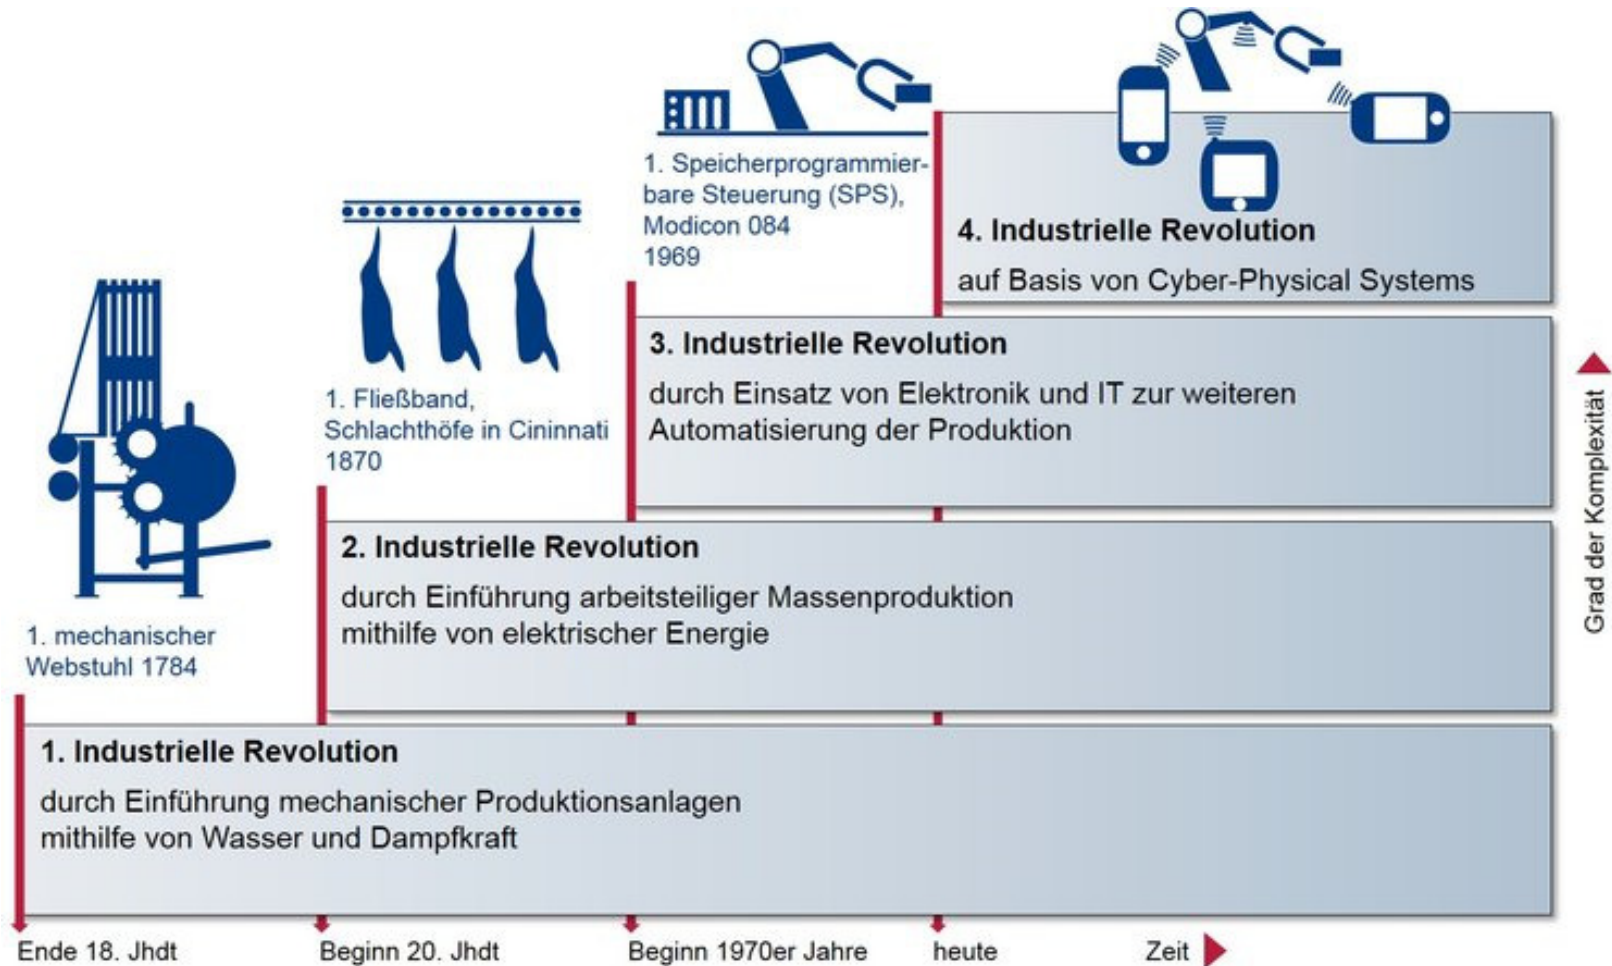 1. Speicherprogrammier-
bare Steuerung (SPS),
Modicon 084
1969
4. Industrielle Revolution
auf Basis von Cyber-Physical Systems
3. Industrielle Revolution
durch Einsatz von Elektronik und IT zur weiteren
Automatisierung der Produktion
1. Fließband,
Schlachthöfe in Cininnati
1870
2. Industrielle Revolution
durch Einführung arbeitsteiliger Massenproduktion
mithilfe von elektrischer Energie
1. mechanischer
Webstuhl 1784
1. Industrielle Revolution
durch Einführung mechanischer Produktionsanlagen
mithilfe von Wasser und Dampfkraft
Grad der Komplexität
Ende 18. Jhdt
Beginn 20. Jhdt
Beginn 1970er Jahre
heute
Zeit